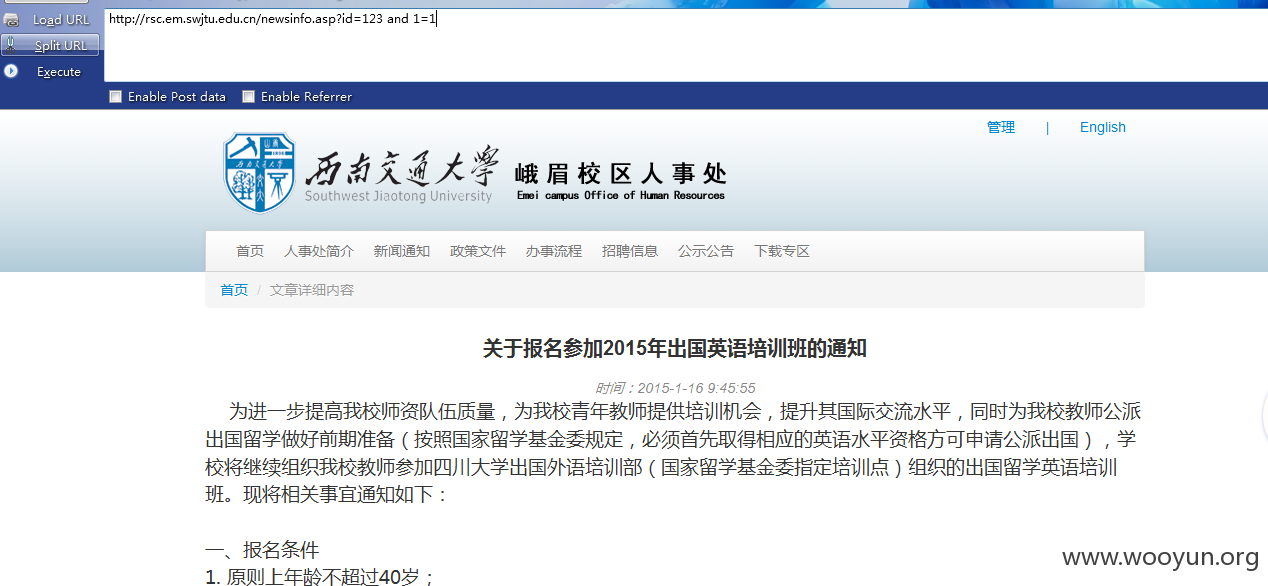 Load URL
http://rsc.em.swjtu.edu.cn/newsinfo.asp?id=123 and 1=1
Split URL
Execute
Enable Post data
Enable Referrer
管理 | English
西南交通大学
Southwest Jiaotong University
峨眉校区人事处
Emei campus Office of Human Resources
首页 人事处简介 新闻通知 政策文件 办事流程 招聘信息 公示公告 下载专区
首页 / 文章详细内容
关于报名参加2015年出国英语培训班的通知
时间：2015-1-16 9:45:55
为进一步提高我校师资队伍质量，为我校青年教师提供培训机会，提升其国际交流水平，同时为我校教师公派
出国留学做好前期准备（按照国家留学基金委规定，必须首先取得相应的英语水平资格方可申请公派出国），学
校将继续组织我校教师参加四川大学出国外语培训部（国家留学基金委指定培训点）组织的出国留学英语培训
班。现将相关事宜通知如下：
一、报名条件
1. 原则上年龄不超过40岁；
www.wooyun.org